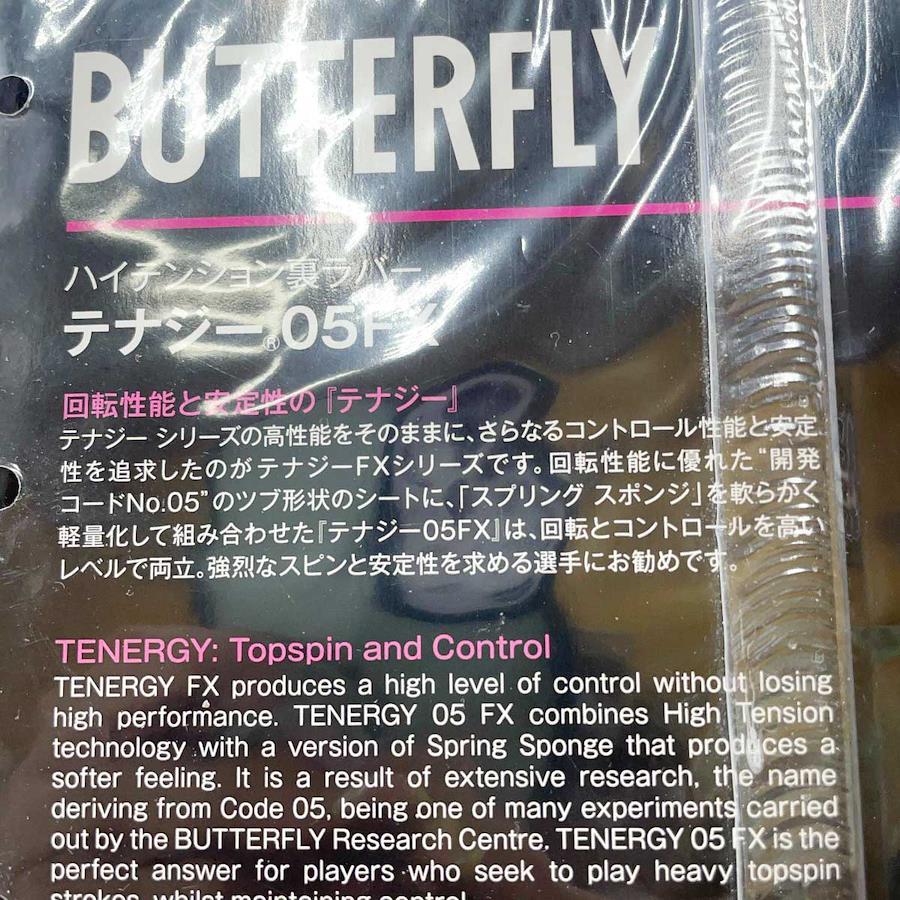 BUTTERFLY
ハイテンション裏ラバー
テナジー®05FX
回転性能と安定性の『テナジー』
テナジー シリーズの高性能をそのままに、さらなるコントロール性能と安定
性を追求したのがテナジーFXシリーズです。回転性能に優れた“開発
コードNo.05”のツブ形状のシートに、「スプリング スポンジ」を軟らかく
軽量化して組み合わせた『テナジー05FX』は、回転とコントロールを高い
レベルで両立。強烈なスピンと安定性を求める選手にお勧めです。
TENERGY: Topspin and Control
TENERGY FX produces a high level of control without losing
high performance. TENERGY 05 FX combines High Tension
technology with a version of Spring Sponge that produces a
softer feeling. It is a result of extensive research, the name
deriving from Code 05, being one of many experiments carried
out by the BUTTERFLY Research Centre. TENERGY 05 FX is the
perfect answer for players who seek to play heavy topspin
strokes, whilst maintaining control.